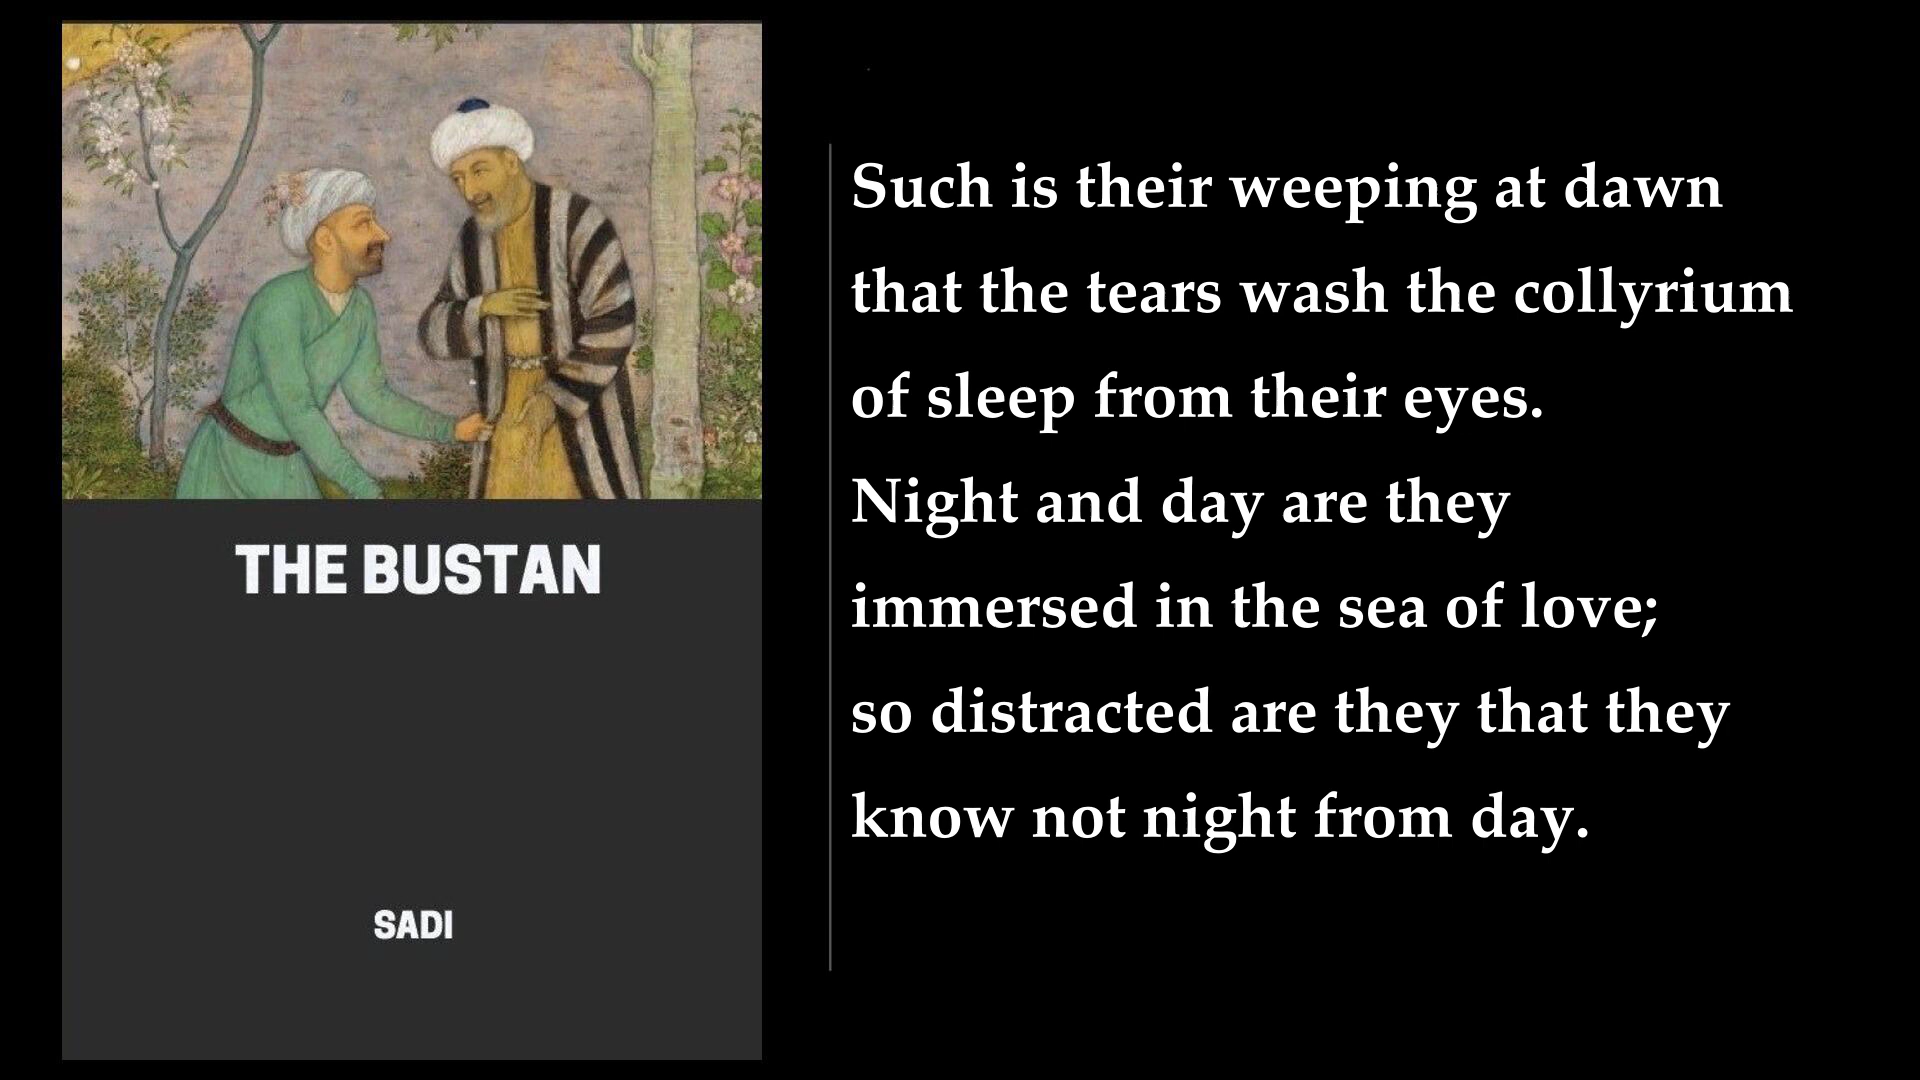 THE BUSTAN
SADI
Such is their weeping at dawn
that the tears wash the collyrium
of sleep from their eyes.
Night and day are they
immersed in the sea of love;
so distracted are they that they
know not night from day.